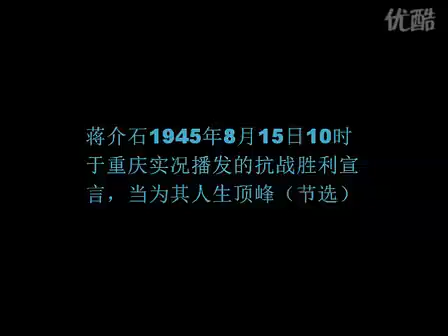 优酷
蒋介石1945年8月15日10时
于重庆实况播发的抗战胜利宣
言，当为其人生顶峰（节选）